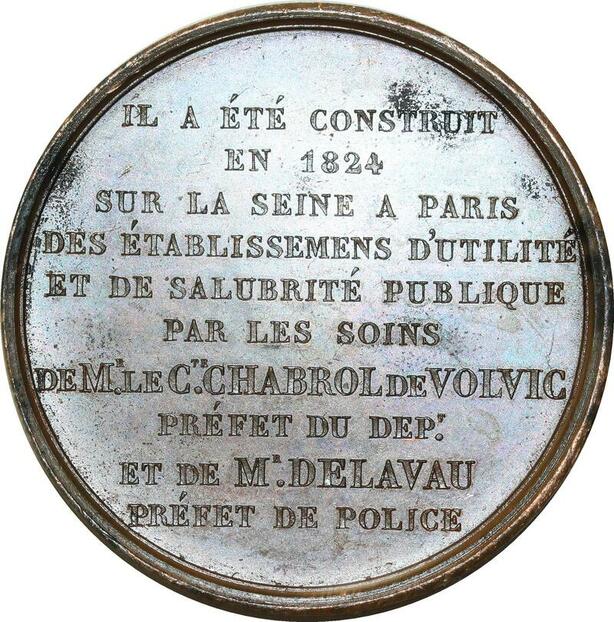 IL A ÉTÉ CONSTRUIT
EN 1824
SUR LA SEINE A PARIS
DES ÉTABLISSEMENS D'UTILITÉ
ET DE SALUBRITÉ PUBLIQUE
PAR LES SOINS
DE M.R LE C.TE CHABROL DE VOLVIC
PRÉFET DU DEP.T
ET DE M.R DELAVAU
PRÉFET DE POLICE